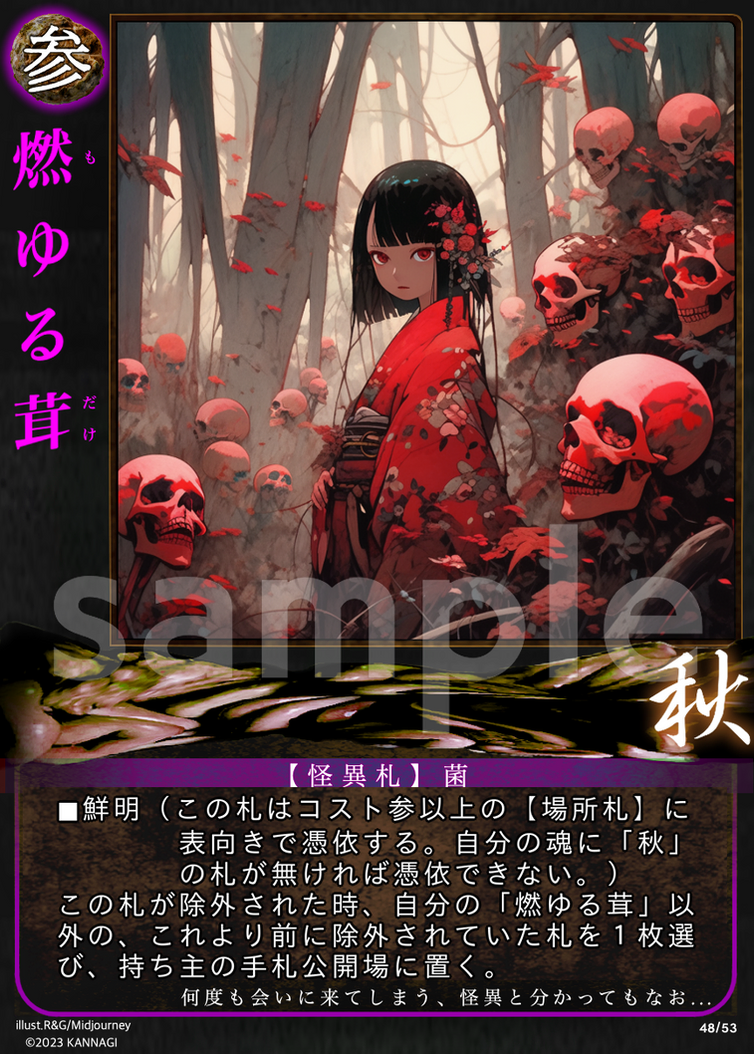 参
燃ゆる茸
も
だけ
sample
秋
【怪異札】菌
■鮮明（この札はコスト参以上の【場所札】に
表向きで憑依する。自分の魂に「秋」
の札が無ければ憑依できない。）
この札が除外された時、自分の「燃ゆる茸」以
外の、これより前に除外されていた札を１枚選
び、持ち主の手札公開場に置く。
何度も会いに来てしまう、怪異と分かってもなお…
illust.R&G/Midjourney
©2023 KANNAGI
48/53